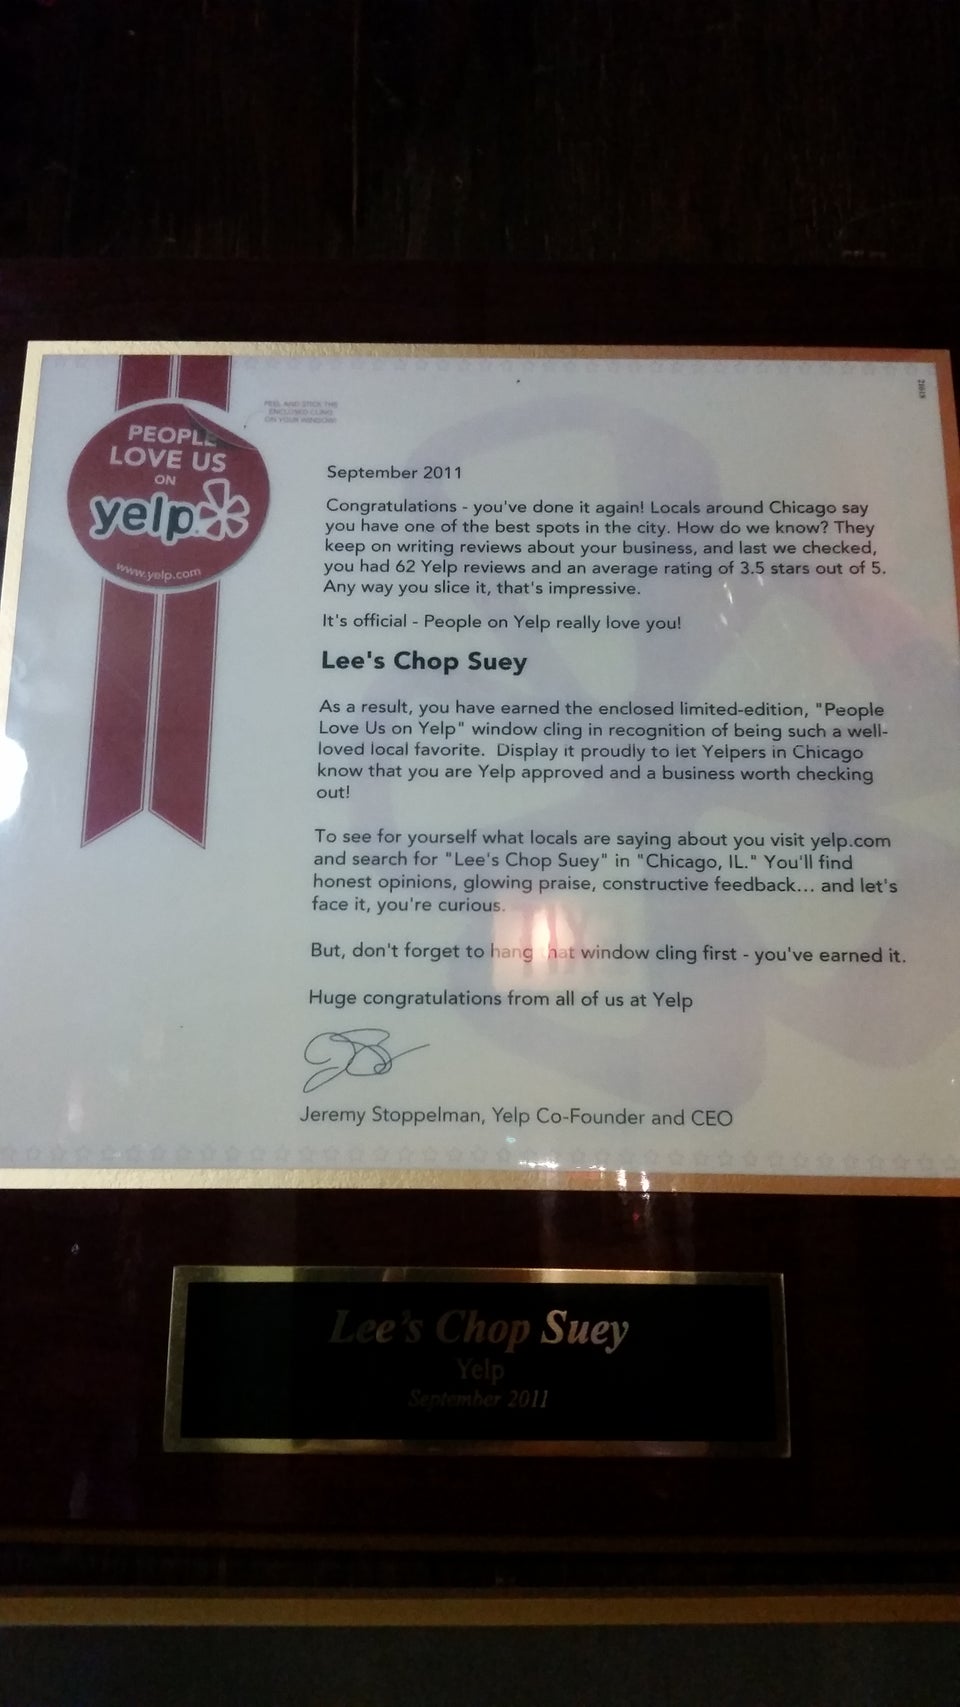 PEOPLE
LOVE US
ON
yelp
www.yelp.com
PEEL AND STICK THE
ENCLOSED CLING
ON YOUR WINDOW!
September 2011
Congratulations - you've done it again! Locals around Chicago say
you have one of the best spots in the city. How do we know? They
keep on writing reviews about your business, and last we checked,
you had 62 Yelp reviews and an average rating of 3.5 stars out of 5.
Any way you slice it, that's impressive.
It's official - People on Yelp really love you!
Lee's Chop Suey
As a result, you have earned the enclosed limited-edition, "People
Love Us on Yelp" window cling in recognition of being such a well-
loved local favorite. Display it proudly to let Yelpers in Chicago
know that you are Yelp approved and a business worth checking
out!
To see for yourself what locals are saying about you visit yelp.com
and search for "Lee's Chop Suey" in "Chicago, IL." You'll find
honest opinions, glowing praise, constructive feedback... and let's
face it, you're curious.
But, don't forget to hang that window cling first - you've earned it.
Huge congratulations from all of us at Yelp
Jeremy Stoppelman, Yelp Co-Founder and CEO
Lee's Chop Suey
Yelp
September 2011